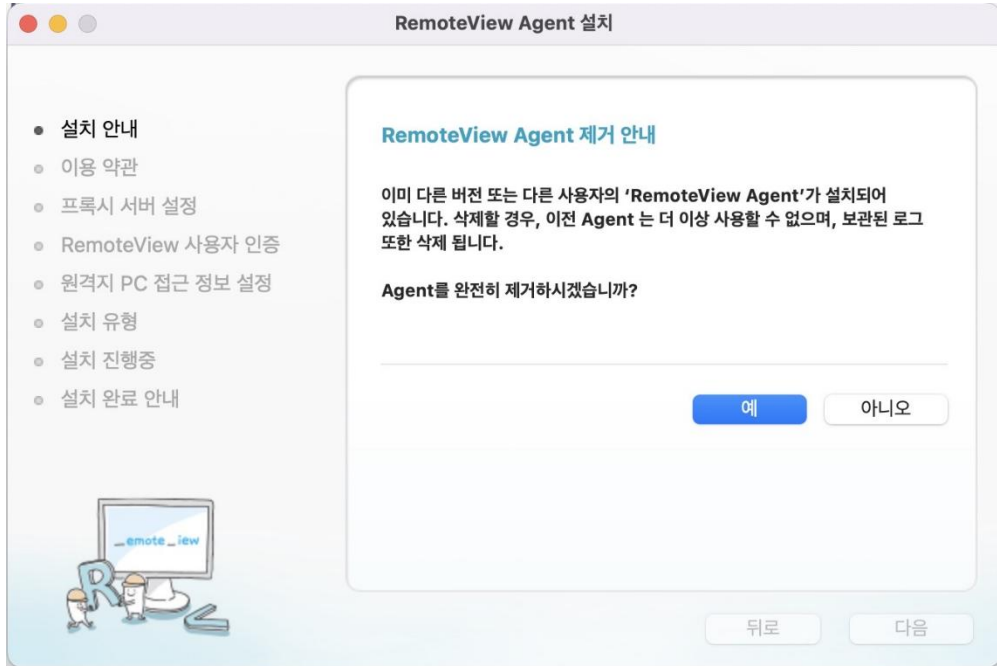 RemoteView Agent 설치
설치 안내
이용 약관
프록시 서버 설정
RemoteView 사용자 인증
원격지 PC 접근 정보 설정
설치 유형
설치 진행중
설치 완료 안내
RemoteView Agent 제거 안내
이미 다른 버전 또는 다른 사용자의 ‘RemoteView Agent’가 설치되어
있습니다. 삭제할 경우, 이전 Agent 는 더 이상 사용할 수 없으며, 보관된 로그
또한 삭제 됩니다.
Agent를 완전히 제거하시겠습니까?
예 아니오
_emote_iew
R
V
뒤로 다음